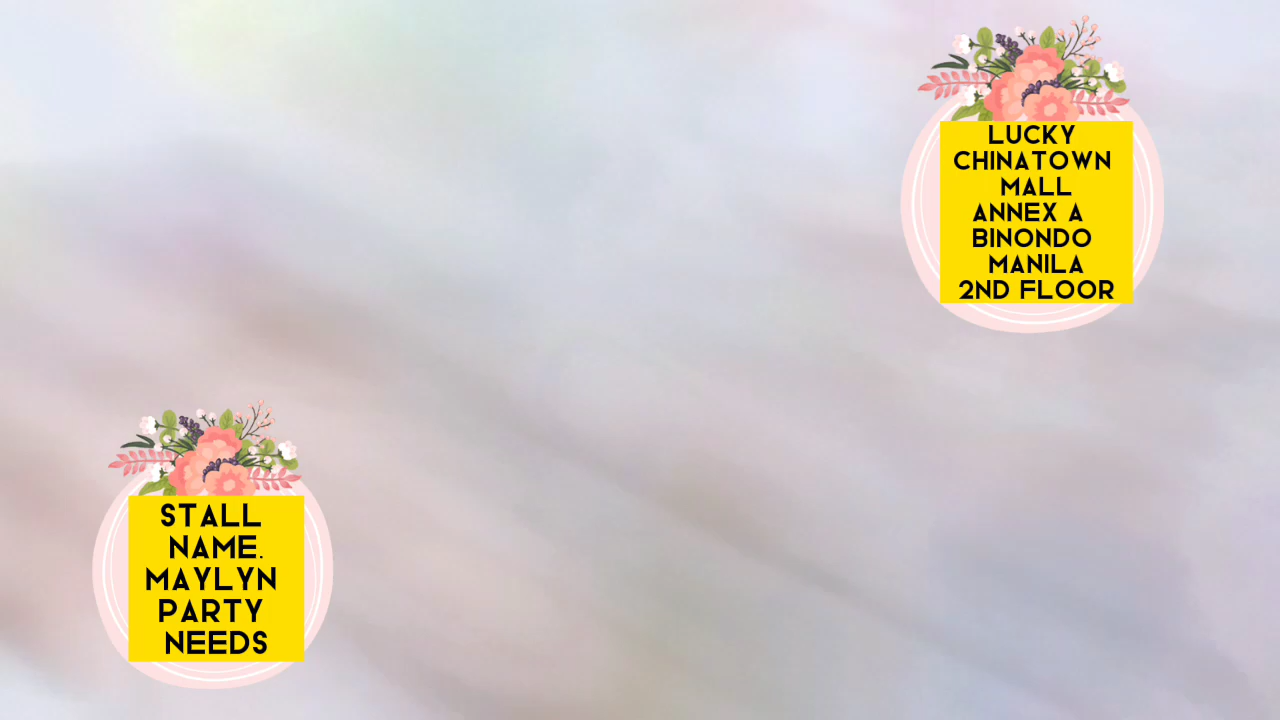 LUCKY
CHINATOWN
MALL
ANNEX A
BINONDO
MANILA
2ND FLOOR
STALL
NAME.
MAYLYN
PARTY
NEEDS